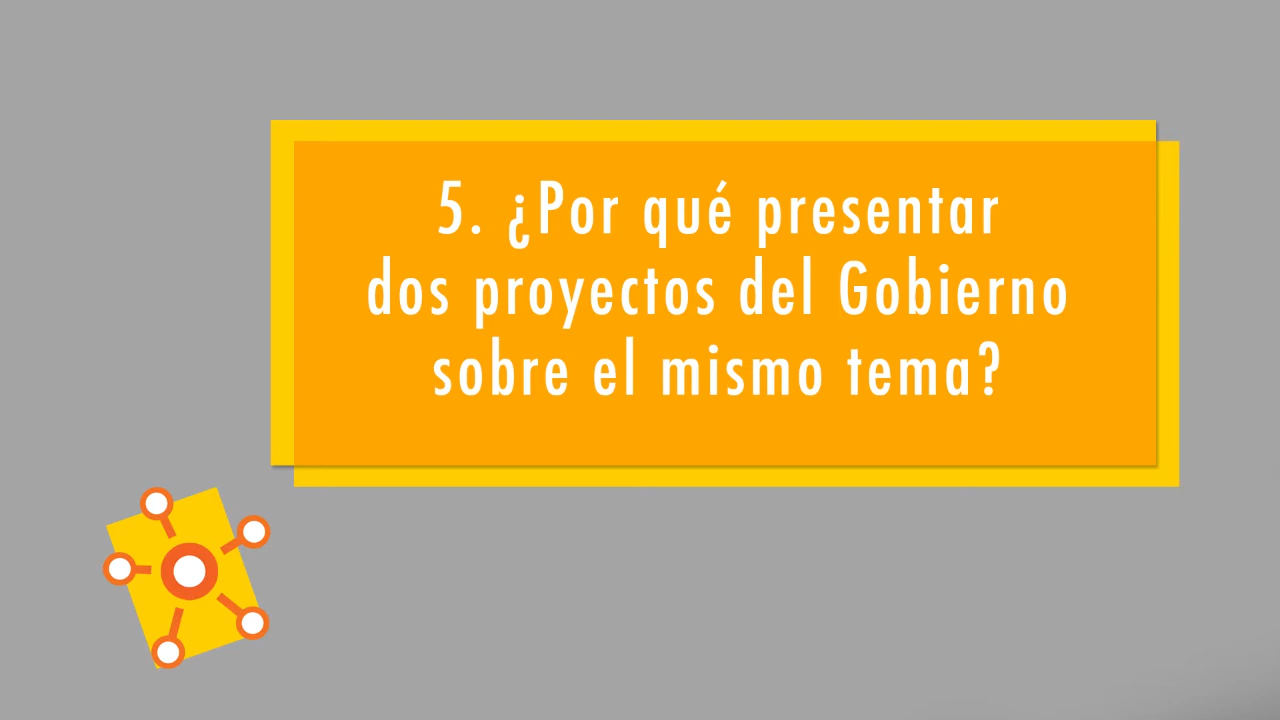 5. ¿Por qué presentar
dos proyectos del Gobierno
sobre el mismo tema?